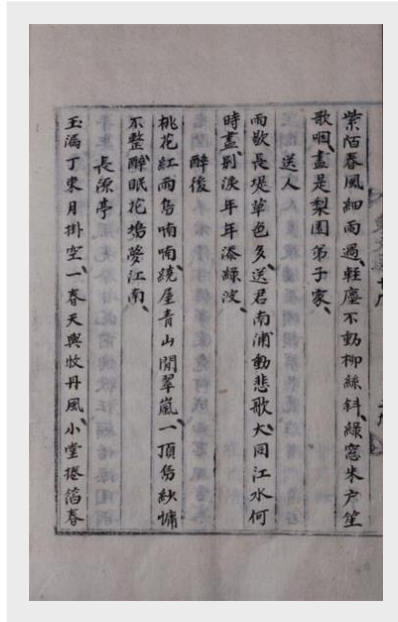 紫陌春風細雨過輕塵不動柳絲斜綠窓朱户笙
歌咽盡是梨園弟子家
送人
雨歇長堤草色多送君南浦動悲歌大同江水何
時盡別淚年年添綠波
醉後
桃花紅雨鳥喃喃繞屋青山閒翠嵐一頂烏紗慵
不整醉眠花塢夢江南
長源亭
玉漏丁東月掛空一春天與牧丹風小堂捲箔春